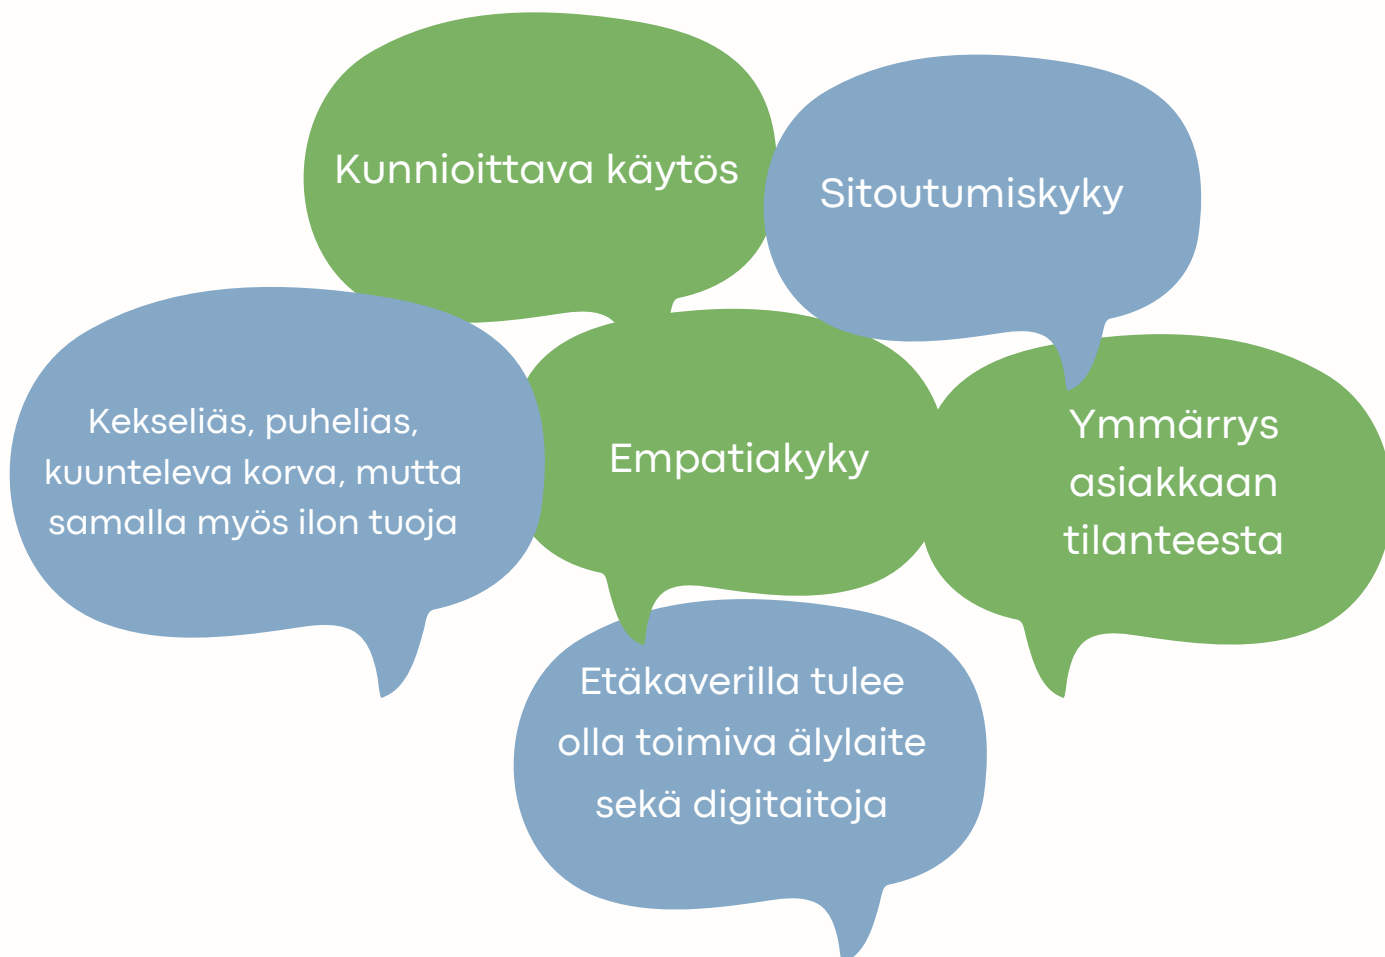 Kunnioittava käytös
Sitoutumiskyky
Kekseliäs, puhelias,
kuunteleva korva, mutta
samalla myös ilon tuoja
Empatiakyky
Ymmärrys
asiakkaan
tilanteesta
Etäkaverilla tulee
olla toimiva älylaite
sekä digitaitoja